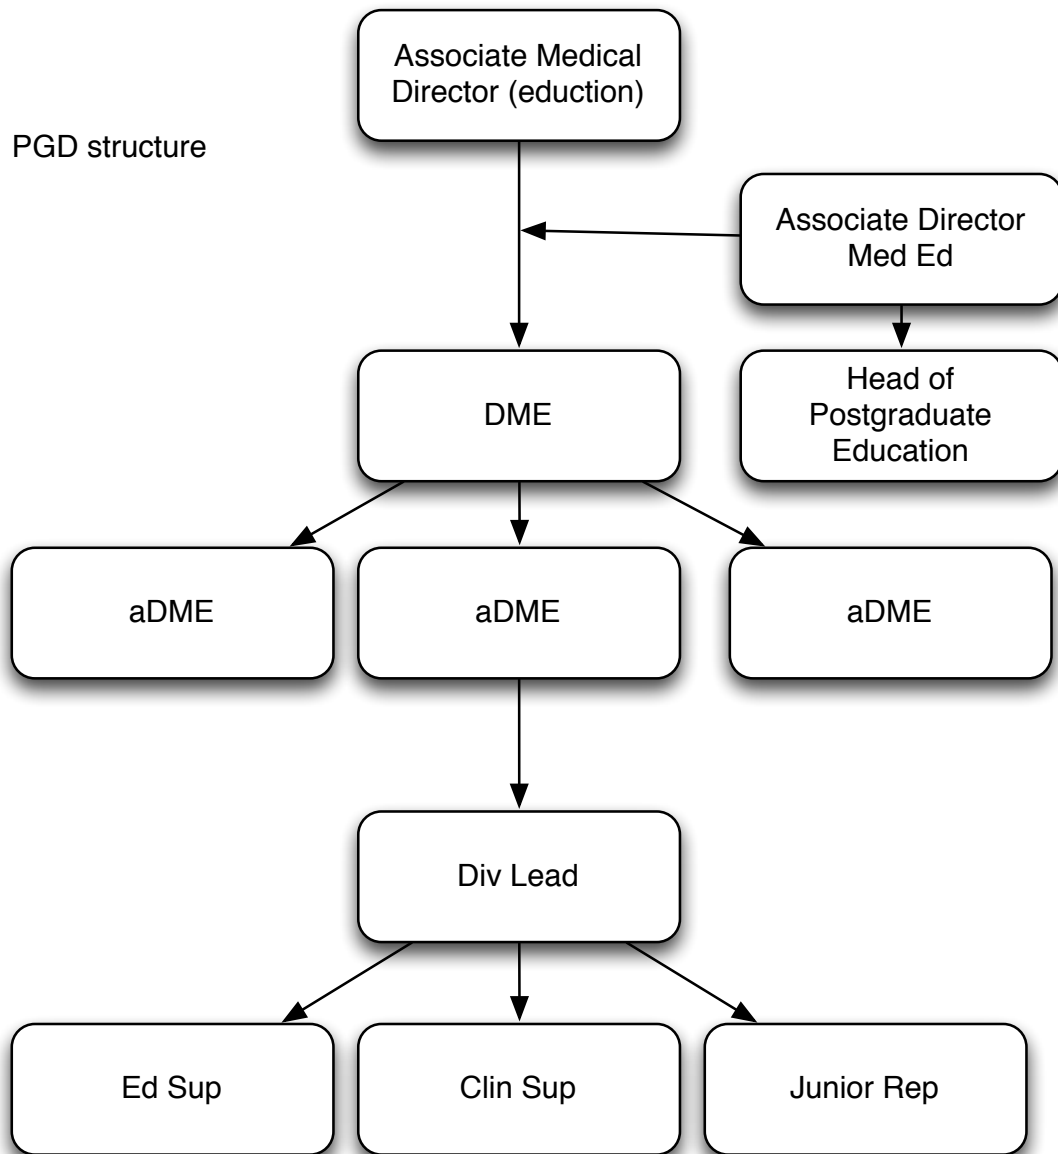 Associate Medical
Director (eduction)
PGD structure
Associate Director
Med Ed
DME
Head of
Postgraduate
Education
aDME
aDME
aDME
Div Lead
Ed Sup
Clin Sup
Junior Rep